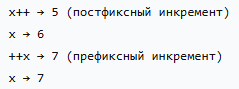 x++ → 5 (постфиксный инкремент)
x → 6
++x → 7 (префиксный инкремент)
x → 7